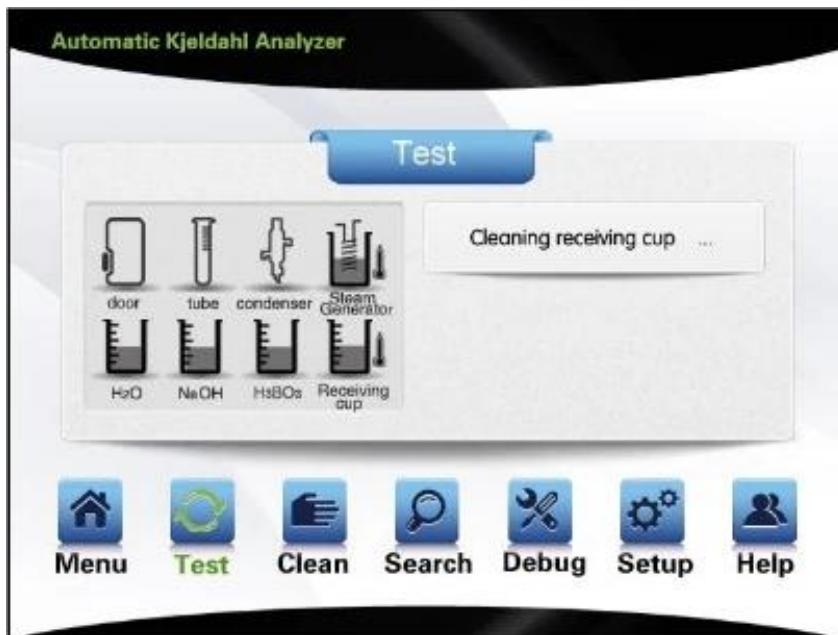 Automatic Kjeldahl Analyzer
Test
Cleaning receiving cup ...
door tube condenser Steam Generator
H2O NaOH H3BO3 Receiving cup
Menu Test Clean Search Debug Setup Help